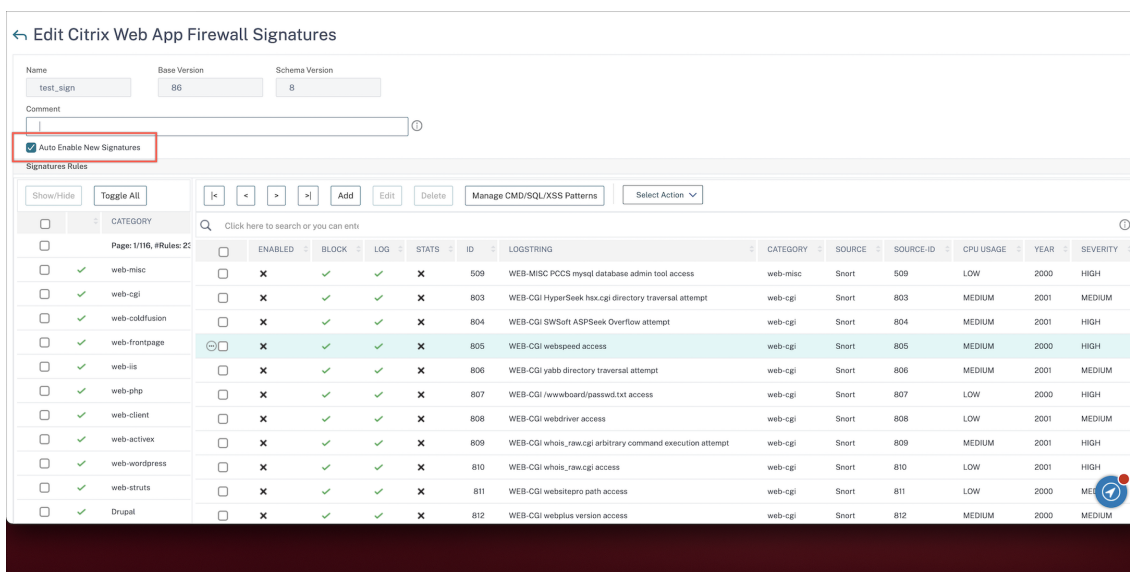 Edit Citrix Web App Firewall Signatures
Name Base Version Schema Version
test_sign 86 8
Comment
Auto Enable New Signatures
Signatures Rules
Show/Hide Toggle All |< < > >| Add Edit Delete Manage CMD/SQL/XSS Patterns Select Action
CATEGORY
Page: 1/116, #Rules: 23
web-misc
web-cgi
web-coldfusion
web-frontpage
web-iis
web-php
web-client
web-activex
web-wordpress
web-struts
Drupal
Click here to search or you can ente
ENABLED BLOCK LOG STATS ID LOGSTRING CATEGORY SOURCE SOURCE-ID CPU USAGE YEAR SEVERITY
509 WEB-MISC PCCS mysql database admin tool access web-misc Snort 509 LOW 2000 HIGH
803 WEB-CGI HyperSeek hsx.cgi directory traversal attempt web-cgi Snort 803 MEDIUM 2001 MEDIUM
804 WEB-CGI SWSoft ASPSeek Overflow attempt web-cgi Snort 804 MEDIUM 2001 HIGH
805 WEB-CGI webspeed access web-cgi Snort 805 MEDIUM 2000 HIGH
806 WEB-CGI yabb directory traversal attempt web-cgi Snort 806 MEDIUM 2001 MEDIUM
807 WEB-CGI /wwwboard/passwd.txt access web-cgi Snort 807 LOW 2000 HIGH
808 WEB-CGI webdriver access web-cgi Snort 808 LOW 2001 MEDIUM
809 WEB-CGI whois_raw.cgi arbitrary command execution attempt web-cgi Snort 809 MEDIUM 2001 HIGH
810 WEB-CGI whois_raw.cgi access web-cgi Snort 810 LOW 2001 HIGH
811 WEB-CGI websitepro path access web-cgi Snort 811 LOW 2000
812 WEB-CGI webplus version access web-cgi Snort 812 MEDIUM 2000 MEDIUM